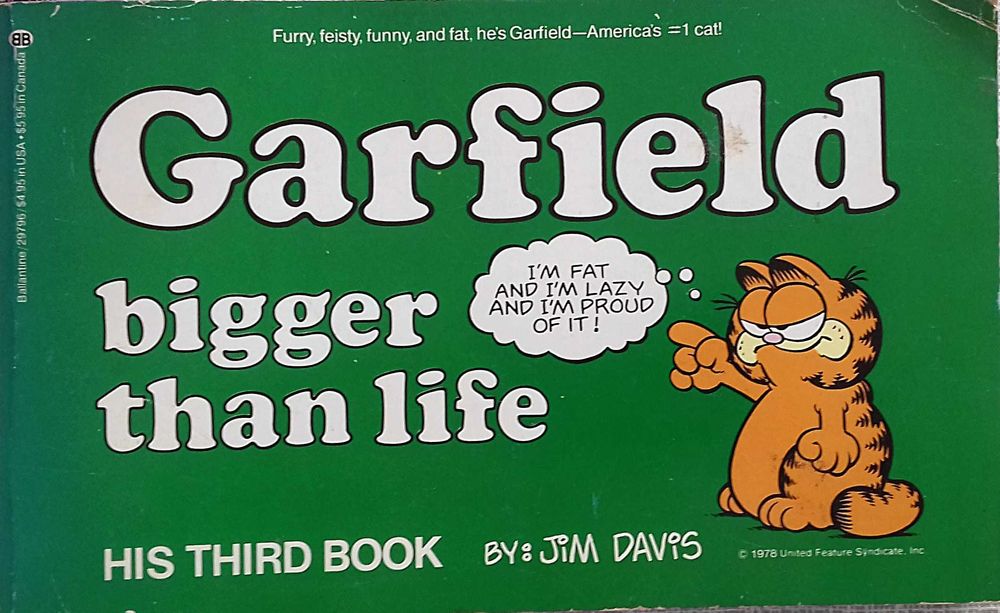 Furry, feisty, funny, and fat, he's Garfield—America's #1 cat!
BB
Ballantine/29796/$4.95 in USA • $5.95 in Canada
Garfield
bigger
than life
I'M FAT
AND I'M LAZY
AND I'M PROUD
OF IT!
HIS THIRD BOOK
BY: JIM DAVIS
© 1978 United Feature Syndicate, Inc